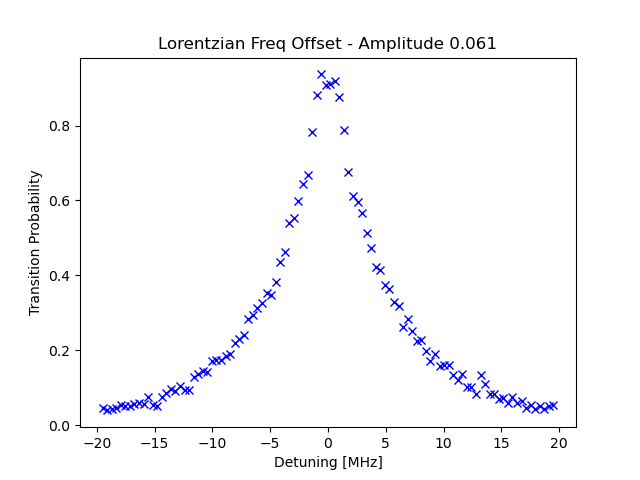 Lorentzian Freq Offset - Amplitude 0.061
Transition Probability
0.8
0.6
0.4
0.2
0.0
−20 −15 −10 −5 0 5 10 15 20
Detuning [MHz]